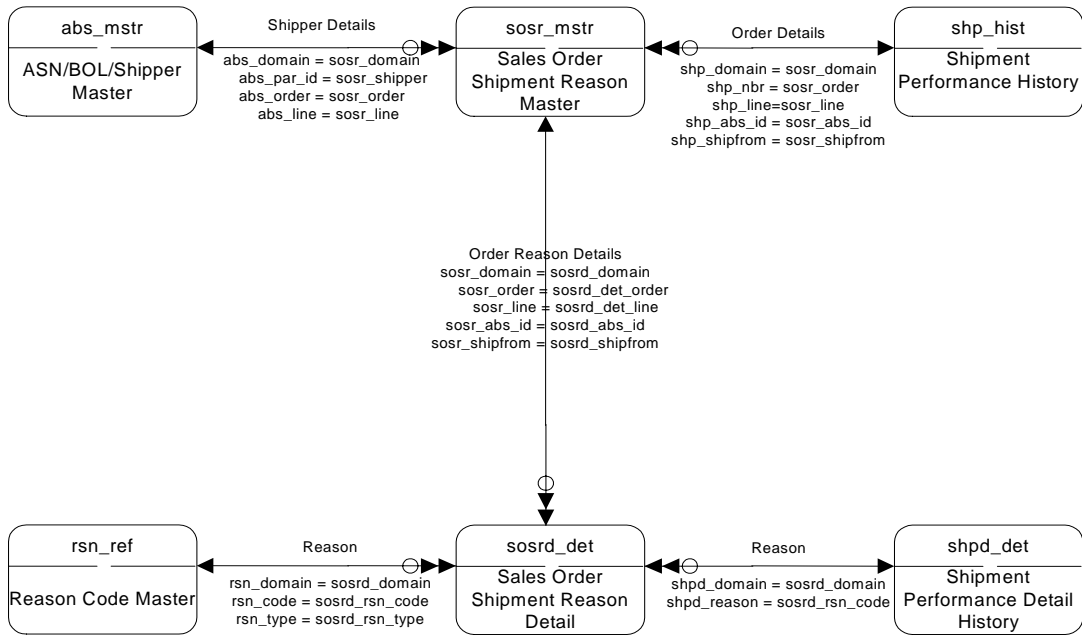 abs_mstr
ASN/BOL/Shipper
Master
Shipper Details
abs_domain = sosr_domain
abs_par_id = sosr_shipper
abs_order = sosr_order
abs_line = sosr_line
sosr_mstr
Sales Order
Shipment Reason
Master
Order Details
shp_domain = sosr_domain
shp_nbr = sosr_order
shp_line=sosr_line
shp_abs_id = sosr_abs_id
shp_shipfrom = sosr_shipfrom
shp_hist
Shipment
Performance History
Order Reason Details
sosr_domain = sosrd_domain
sosr_order = sosrd_det_order
sosr_line = sosrd_det_line
sosr_abs_id = sosrd_abs_id
sosr_shipfrom = sosrd_shipfrom
rsn_ref
Reason Code Master
Reason
rsn_domain = sosrd_domain
rsn_code = sosrd_rsn_code
rsn_type = sosrd_rsn_type
sosrd_det
Sales Order
Shipment Reason
Detail
Reason
shpd_domain = sosrd_domain
shpd_reason = sosrd_rsn_code
shpd_det
Shipment
Performance Detail
History